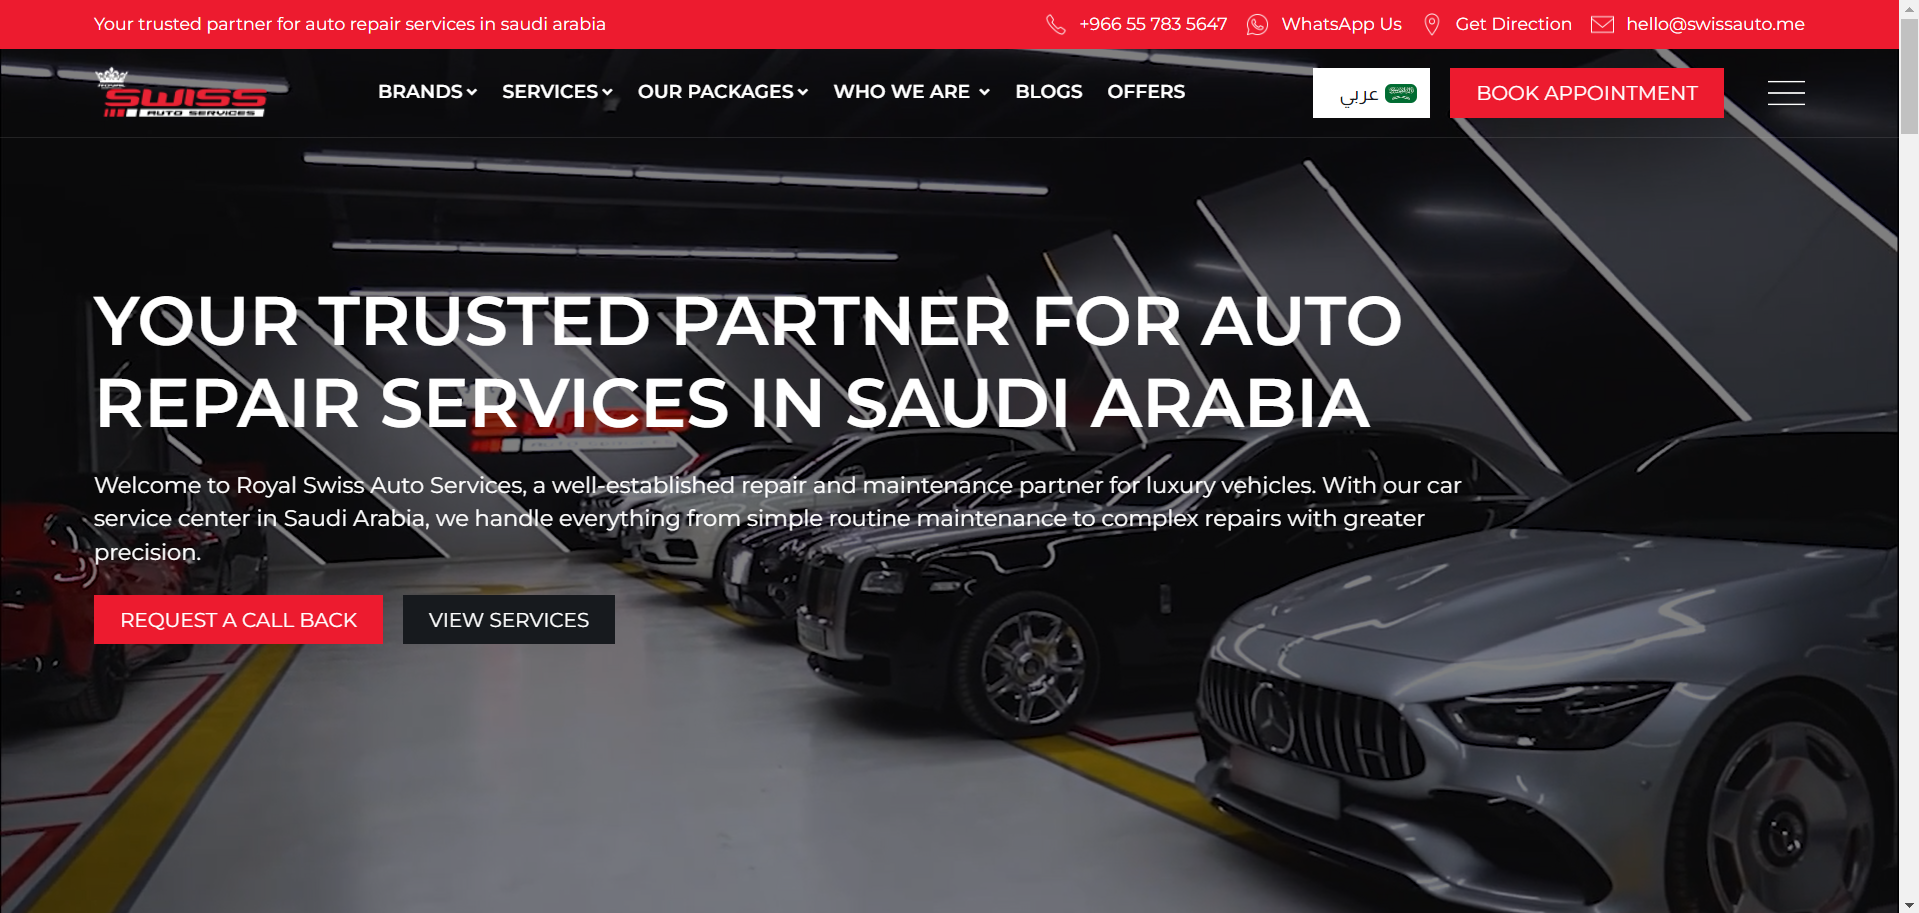 Your trusted partner for auto repair services in saudi arabia
+966 55 783 5647
WhatsApp Us
Get Direction
hello@swissauto.me
SWISS
AUTO SERVICES
BRANDS
SERVICES
OUR PACKAGES
WHO WE ARE
BLOGS
OFFERS
عربي
BOOK APPOINTMENT
YOUR TRUSTED PARTNER FOR AUTO
REPAIR SERVICES IN SAUDI ARABIA
Welcome to Royal Swiss Auto Services, a well-established repair and maintenance partner for luxury vehicles. With our car
service center in Saudi Arabia, we handle everything from simple routine maintenance to complex repairs with greater
precision.
REQUEST A CALL BACK
VIEW SERVICES